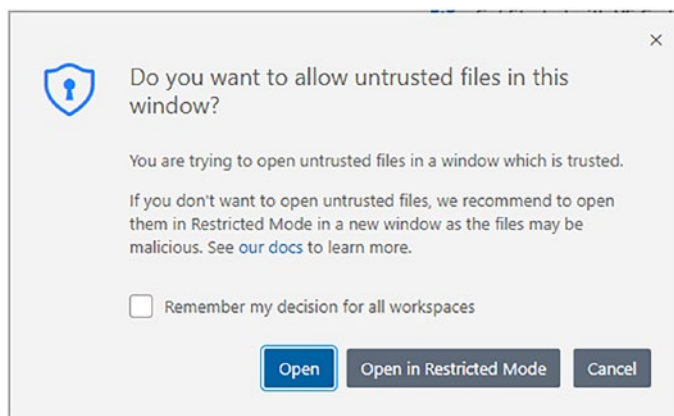 Do you want to allow untrusted files in this
window?
You are trying to open untrusted files in a window which is trusted.
If you don't want to open untrusted files, we recommend to open
them in Restricted Mode in a new window as the files may be
malicious. See our docs to learn more.
Remember my decision for all workspaces
Open Open in Restricted Mode Cancel